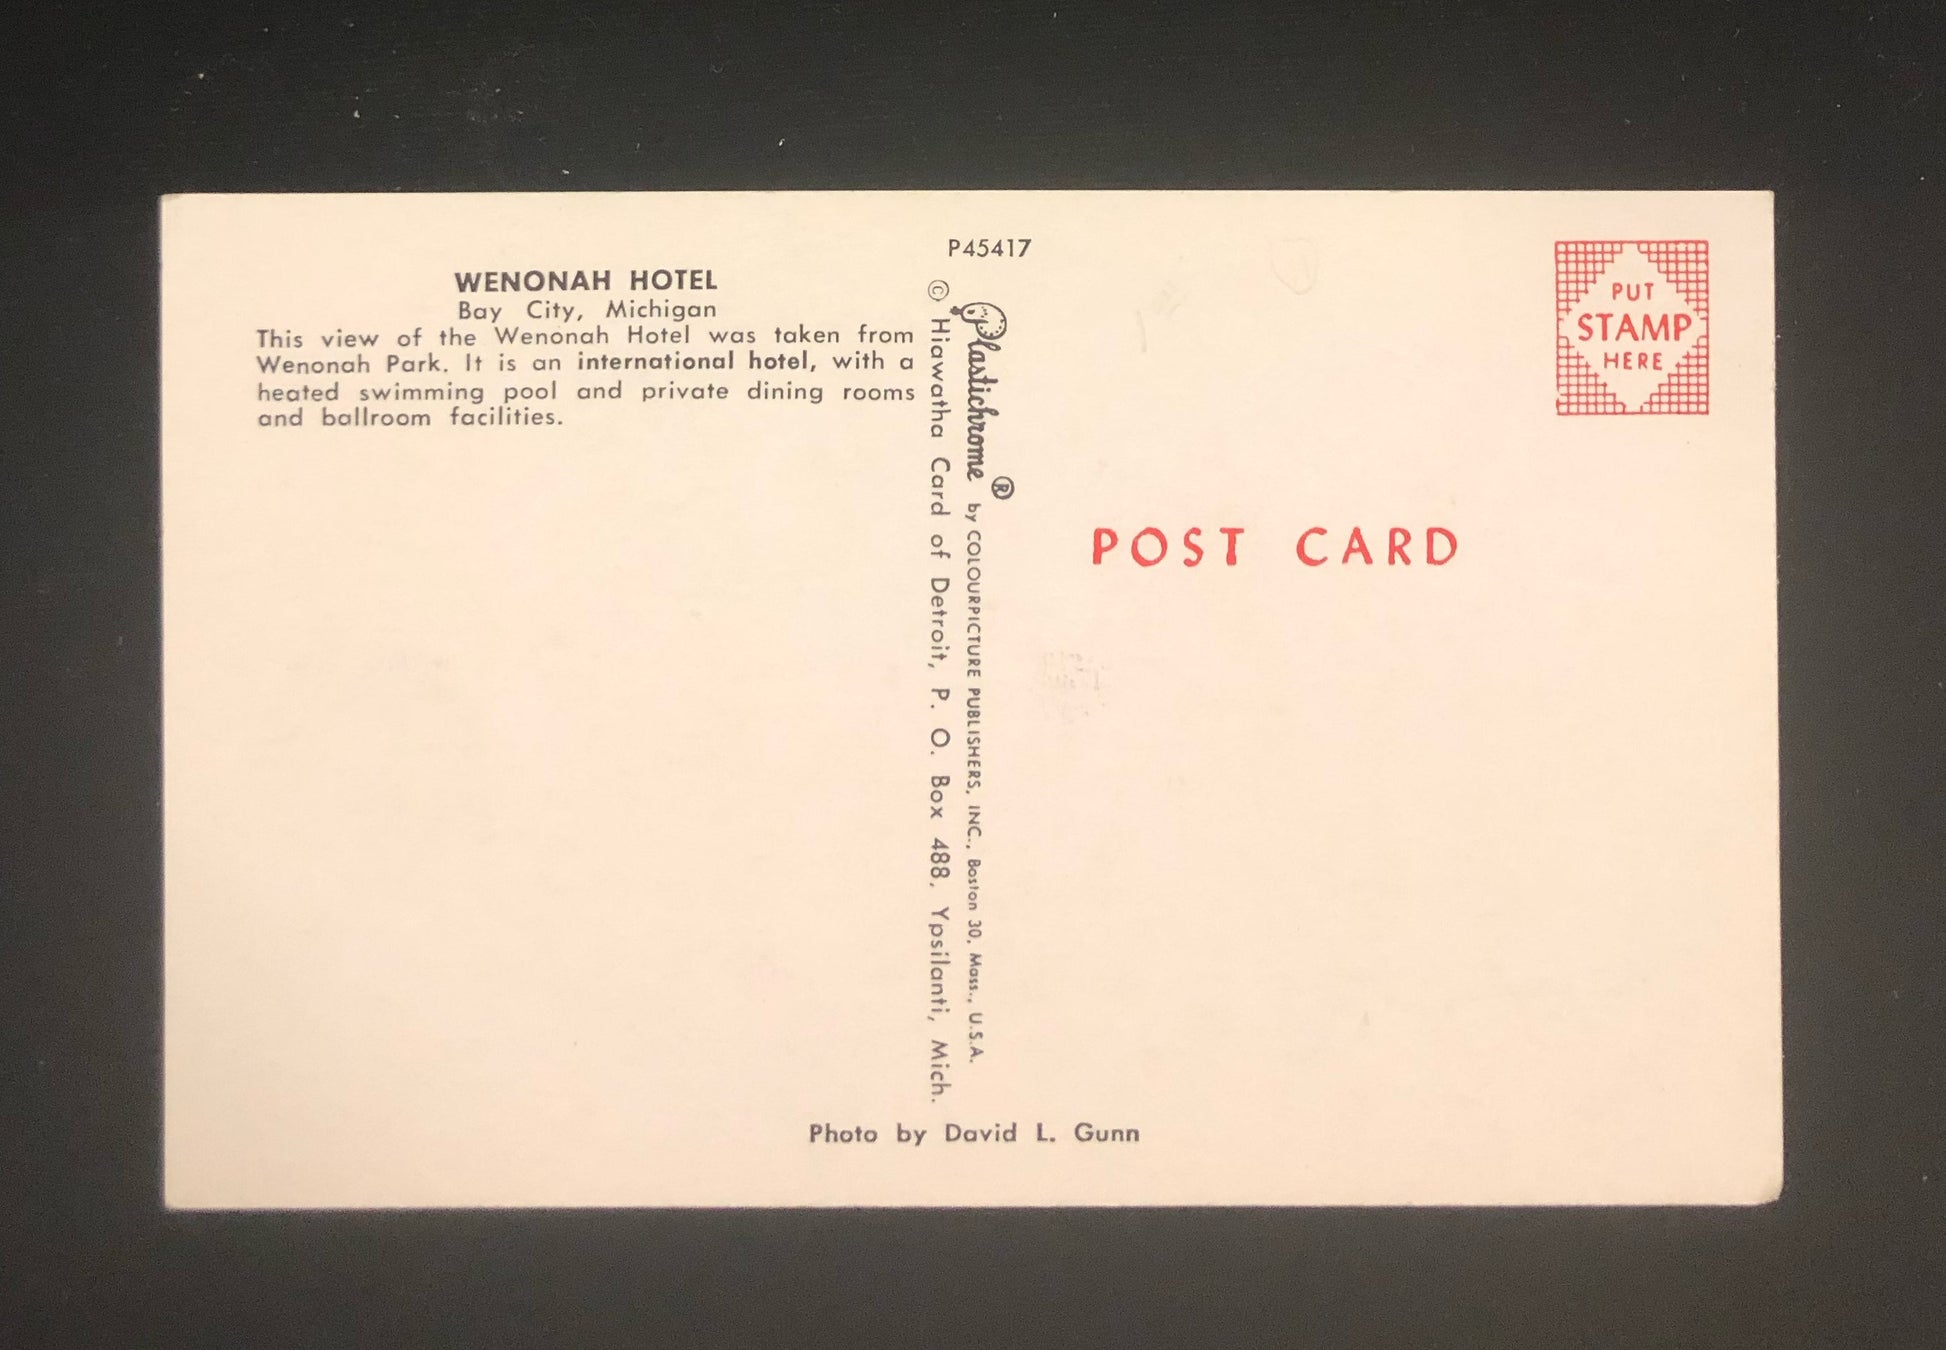 P45417
WENONAH HOTEL
Bay City, Michigan
This view of the Wenonah Hotel was taken from
Wenonah Park. It is an international hotel, with a
heated swimming pool and private dining rooms
and ballroom facilities.
© Hiawatha Card of Detroit, P. O. Box 488, Ypsilanti, Mich.
Plastichrome ® by COLOURPICTURE PUBLISHERS, INC., Boston 30, Mass., U.S.A.
PUT
STAMP
HERE
POST CARD
Photo by David L. Gunn